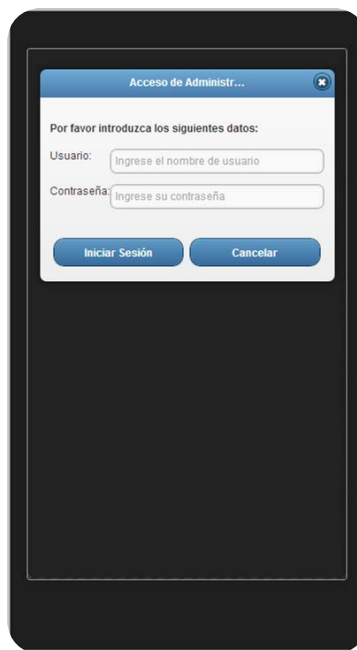 Acceso de Administr...
Por favor introduzca los siguientes datos:
Usuario: Ingrese el nombre de usuario
Contraseña: Ingrese su contraseña
Iniciar Sesión Cancelar